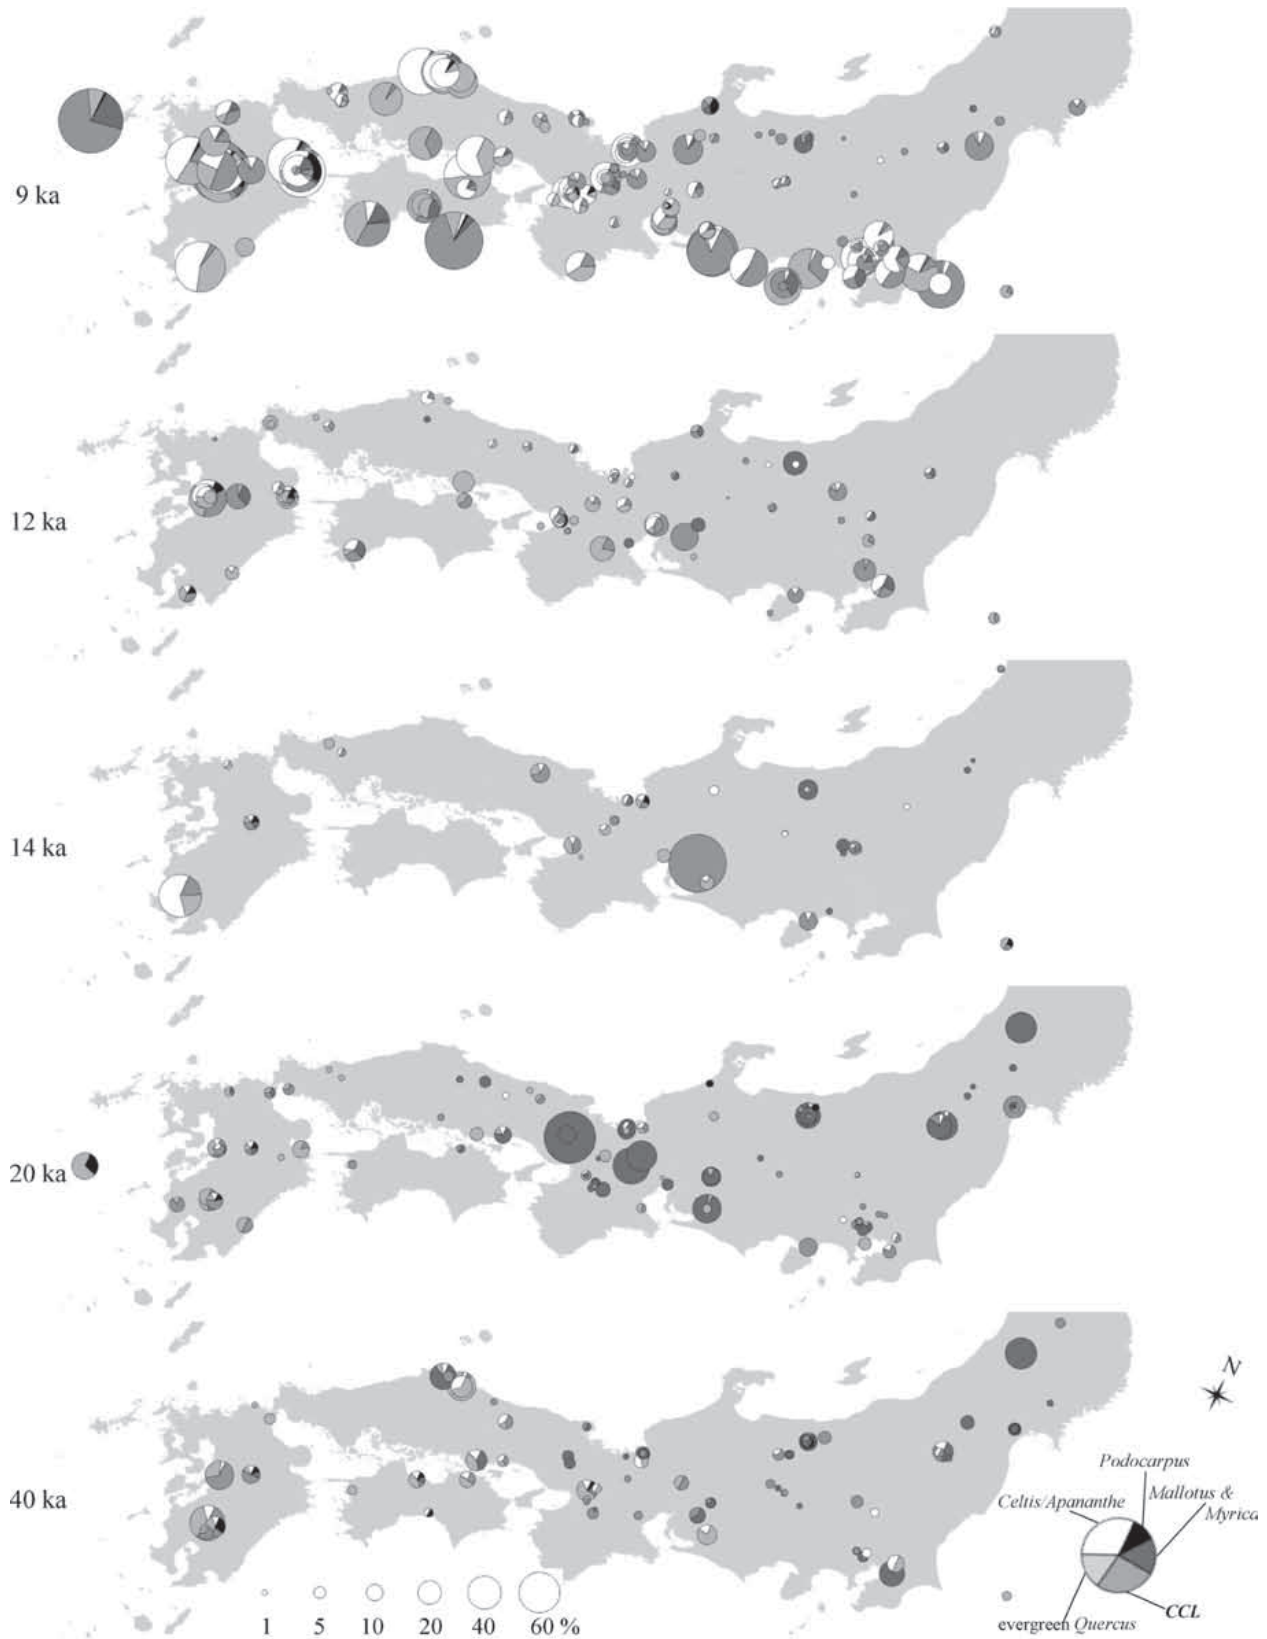 9 ka
12 ka
14 ka
20 ka
40 ka
N
Podocarpus
Celtis/Apananthe
Mallotus &
Myrica
evergreen Quercus
CCL
1 5 10 20 40 60 %